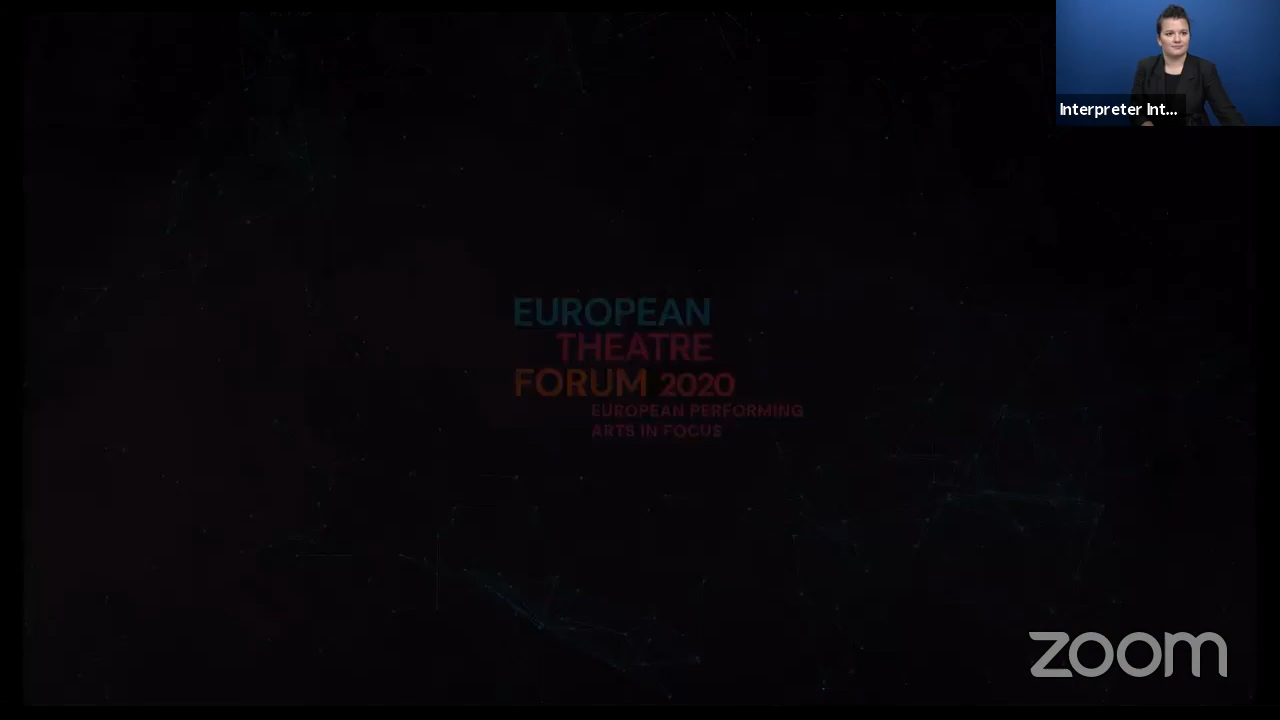 Interpreter Int...
EUROPEAN
THEATRE
FORUM 2020
EUROPEAN PERFORMING
ARTS IN FOCUS
zoom